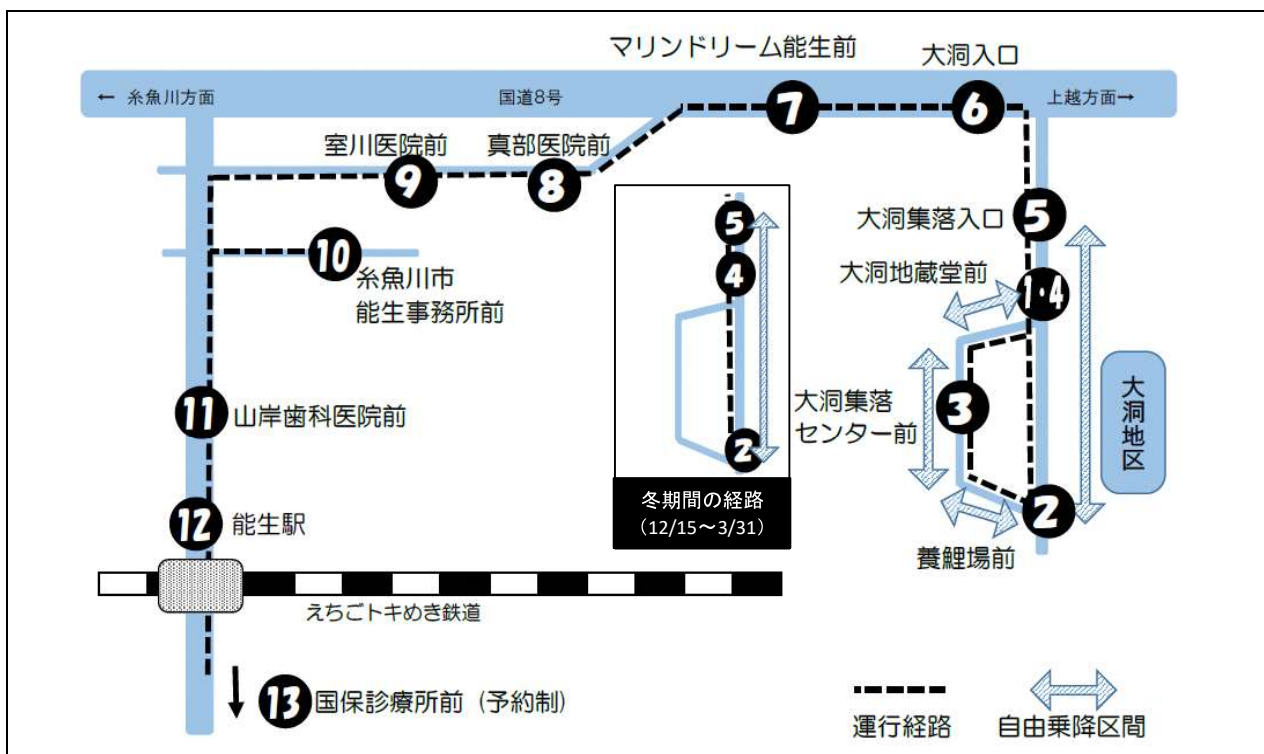 マリンドリーム能生前
大洞入口
← 糸魚川方面
国道8号
7
6
上越方面→
室川医院前
真部医院前
9
8
5
大洞集落入口
5
10
4
大洞地蔵堂前
1・4
糸魚川市
能生事務所前
11
山岸歯科医院前
大洞集落
センター前
3
大洞地区
2
冬期間の経路
(12/15～3/31)
2
12
能生駅
養鯉場前
えちごトキめき鉄道
13
国保診療所前（予約制）
運行経路
自由乗降区間